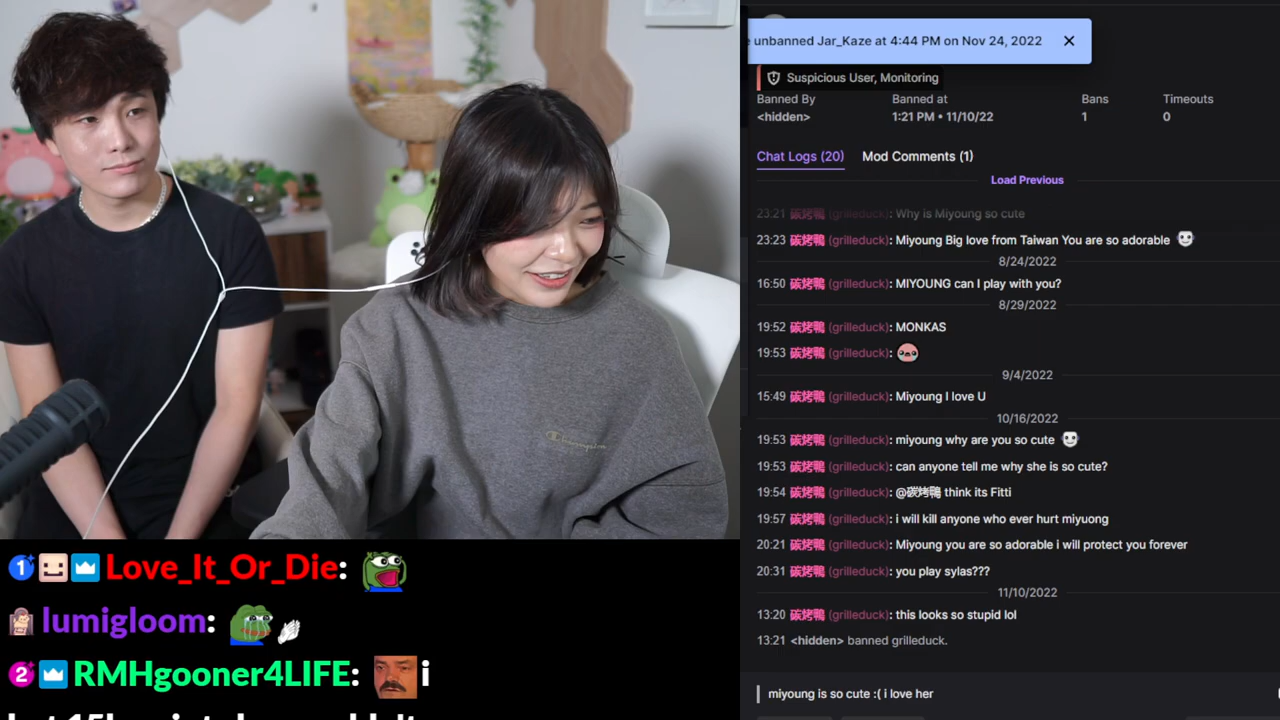 e unbanned Jar_Kaze at 4:44 PM on Nov 24, 2022
Suspicious User, Monitoring
Banned By
Banned at
Bans
Timeouts
<hidden>
1:21 PM • 11/10/22
1
0
Chat Logs (20)
Mod Comments (1)
Load Previous
23:21 碳烤鴨 (grilleduck): Why is Miyoung so cute
23:23 碳烤鴨 (grilleduck): Miyoung Big love from Taiwan You are so adorable
8/24/2022
16:50 碳烤鴨 (grilleduck): MIYOUNG can I play with you?
8/29/2022
19:52 碳烤鴨 (grilleduck): MONKAS
19:53 碳烤鴨 (grilleduck):
9/4/2022
15:49 碳烤鴨 (grilleduck): Miyoung I love U
10/16/2022
19:53 碳烤鴨 (grilleduck): miyoung why are you so cute
19:53 碳烤鴨 (grilleduck): can anyone tell me why she is so cute?
19:54 碳烤鴨 (grilleduck): @碳烤鴨 think its Fitti
19:57 碳烤鴨 (grilleduck): i will kill anyone who ever hurt miyuong
20:21 碳烤鴨 (grilleduck): Miyoung you are so adorable i will protect you forever
20:31 碳烤鴨 (grilleduck): you play sylas???
11/10/2022
13:20 碳烤鴨 (grilleduck): this looks so stupid lol
13:21 <hidden> banned grilleduck.
miyoung is so cute :( i love her
Champion
1 Love_It_Or_Die:
lumigloom:
2 RMHgooner4LIFE: i